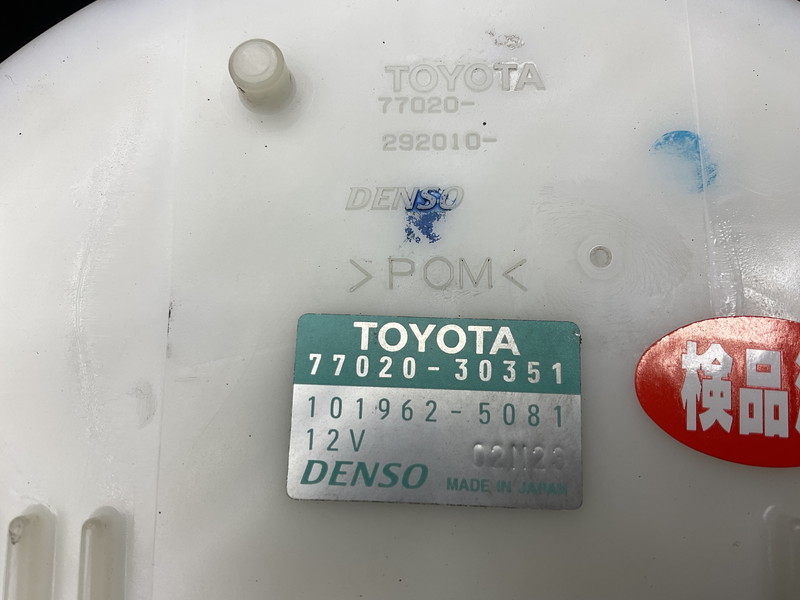 TOYOTA
77020-
292010-
DENSO
>POM<
TOYOTA
77020-30351
101962-5081
12V
02N23
DENSO
MADE IN JAPAN
検品